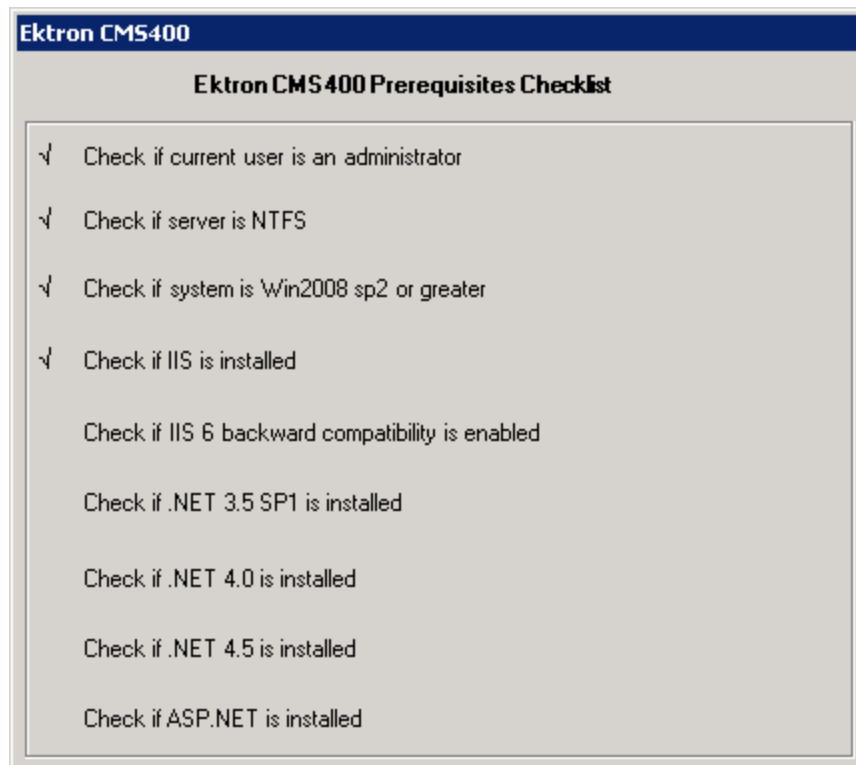 Ektron CMS400
Ektron CMS400 Prerequisites Checklist
√ Check if current user is an administrator
√ Check if server is NTFS
√ Check if system is Win2008 sp2 or greater
√ Check if IIS is installed
Check if IIS 6 backward compatibility is enabled
Check if .NET 3.5 SP1 is installed
Check if .NET 4.0 is installed
Check if .NET 4.5 is installed
Check if ASP.NET is installed